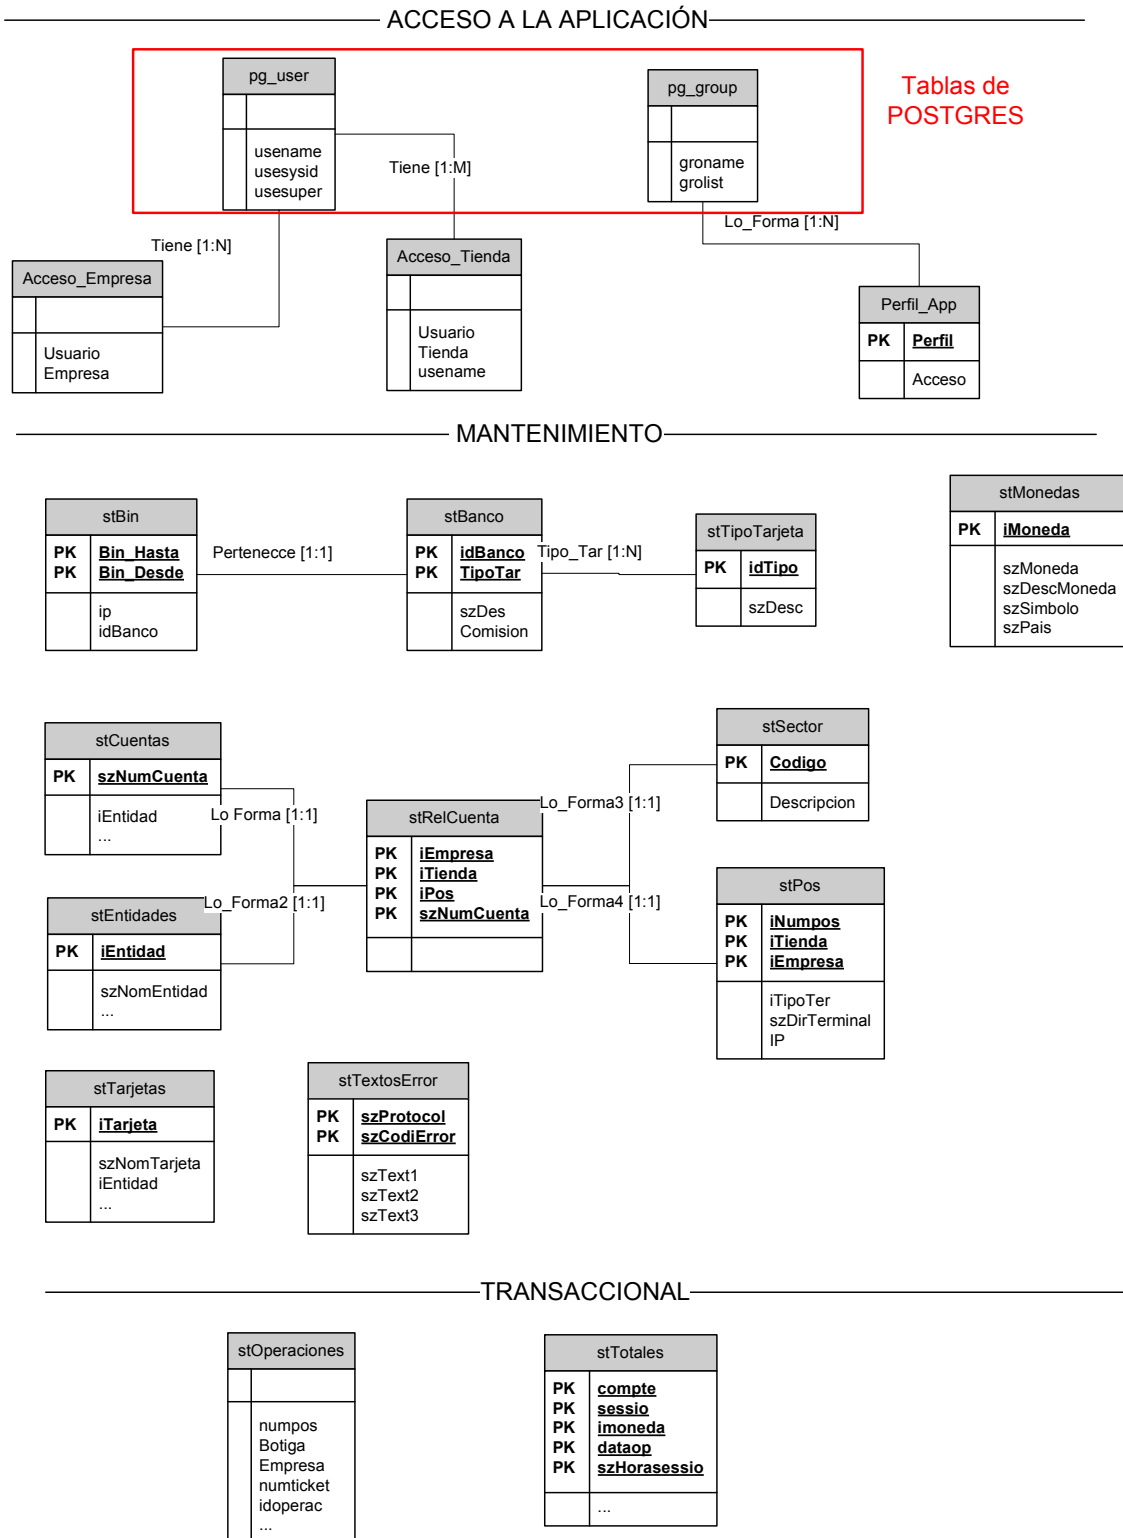 ACCESO A LA APLICACIÓN
pg_user
usename
usesysid
usesuper
pg_group
groname
grolist
Tablas de
POSTGRES
Tiene [1:M]
Tiene [1:N]
Lo_Forma [1:N]
Acceso_Empresa
Usuario
Empresa
Acceso_Tienda
Usuario
Tienda
usename
Perfil_App
PK Perfil
Acceso
MANTENIMIENTO
stBin
PK Bin_Hasta
PK Bin_Desde
ip
idBanco
Pertenecce [1:1]
stBanco
PK idBanco
PK TipoTar
szDes
Comision
Tipo_Tar [1:N]
stTipoTarjeta
PK idTipo
szDesc
stMonedas
PK iMoneda
szMoneda
szDescMoneda
szSimbolo
szPais
stCuentas
PK szNumCuenta
iEntidad
...
Lo Forma [1:1]
stRelCuenta
PK iEmpresa
PK iTienda
PK iPos
PK szNumCuenta
Lo_Forma3 [1:1]
stSector
PK Codigo
Descripcion
Lo_Forma2 [1:1]
Lo_Forma4 [1:1]
stEntidades
PK iEntidad
szNomEntidad
...
stPos
PK iNumpos
PK iTienda
PK iEmpresa
iTipoTer
szDirTerminal
IP
stTarjetas
PK iTarjeta
szNomTarjeta
iEntidad
...
stTextosError
PK szProtocol
PK szCodiError
szText1
szText2
szText3
TRANSACCIONAL
stOperaciones
numpos
Botiga
Empresa
numticket
idoperac
...
stTotales
PK compte
PK sessio
PK imoneda
PK dataop
PK szHorasessio
...